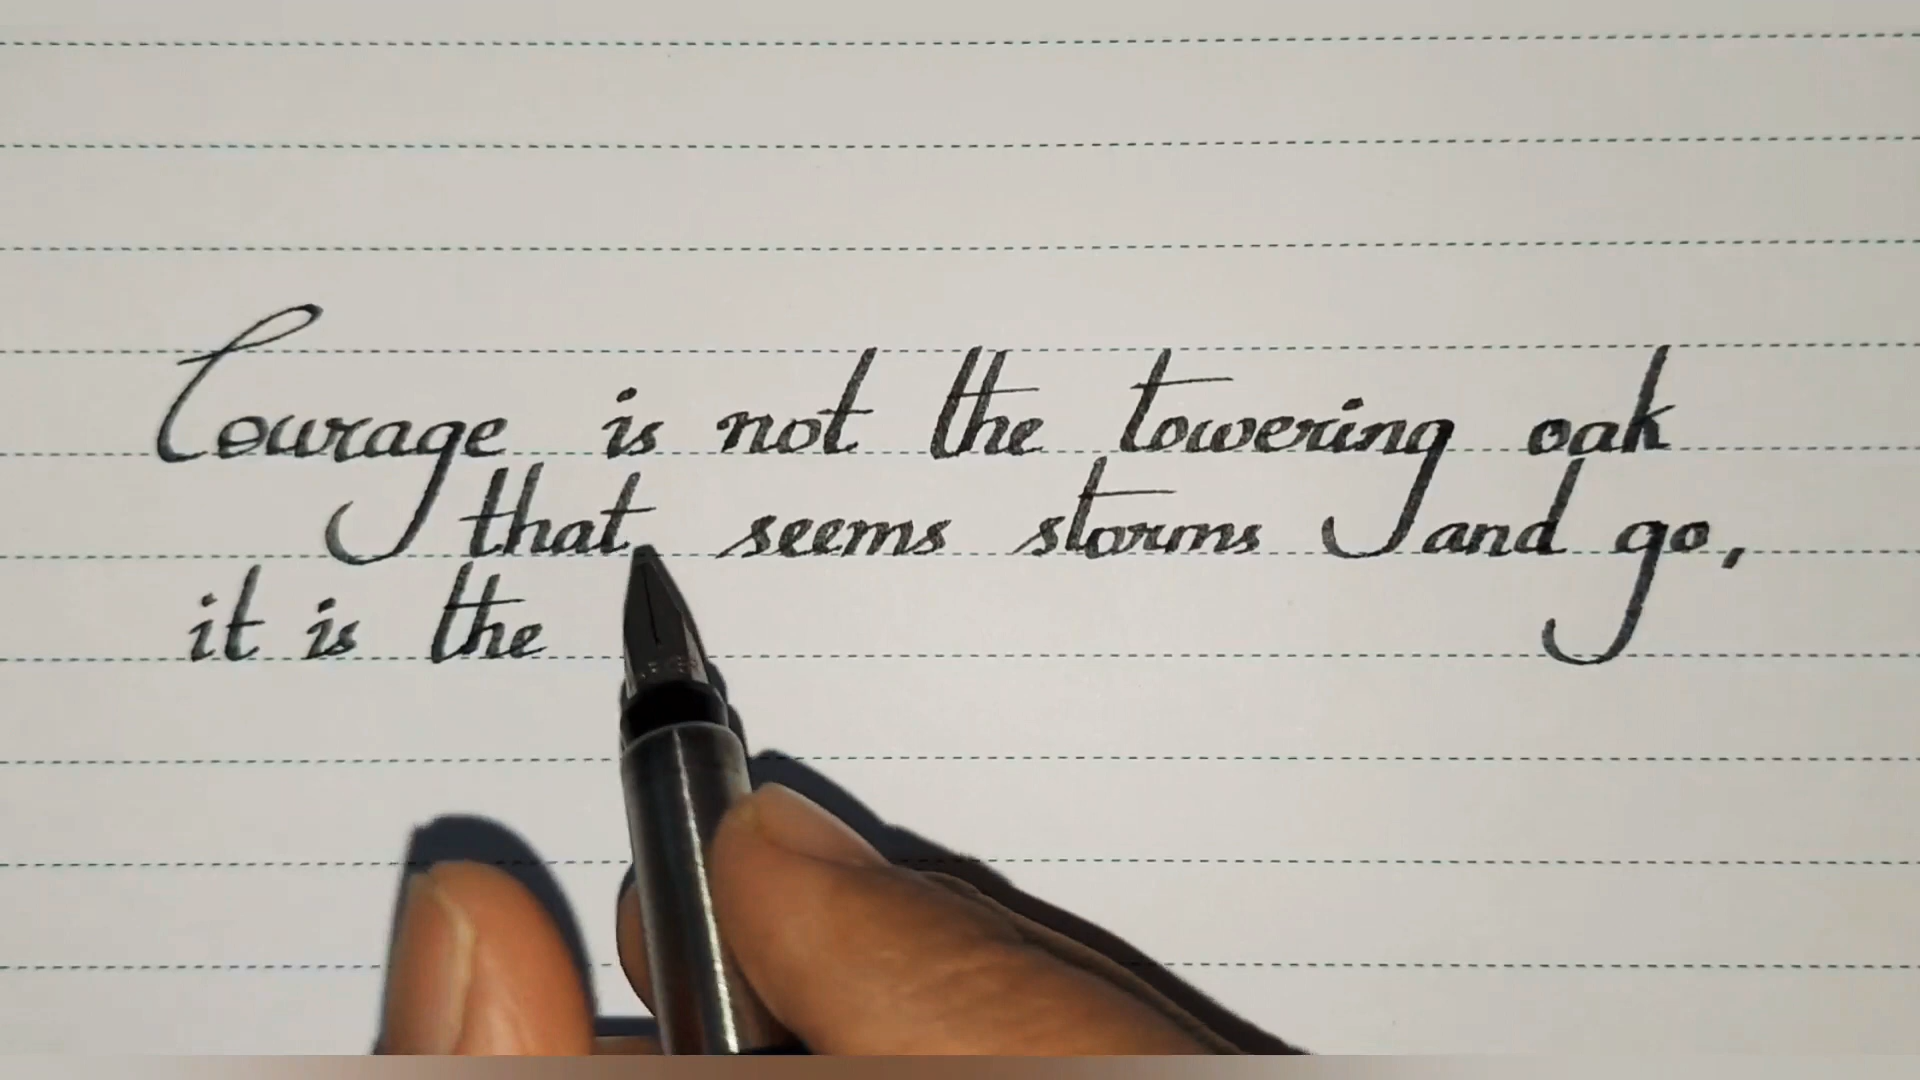 Courage is not the towering oak
that seems storms and go,
it is the